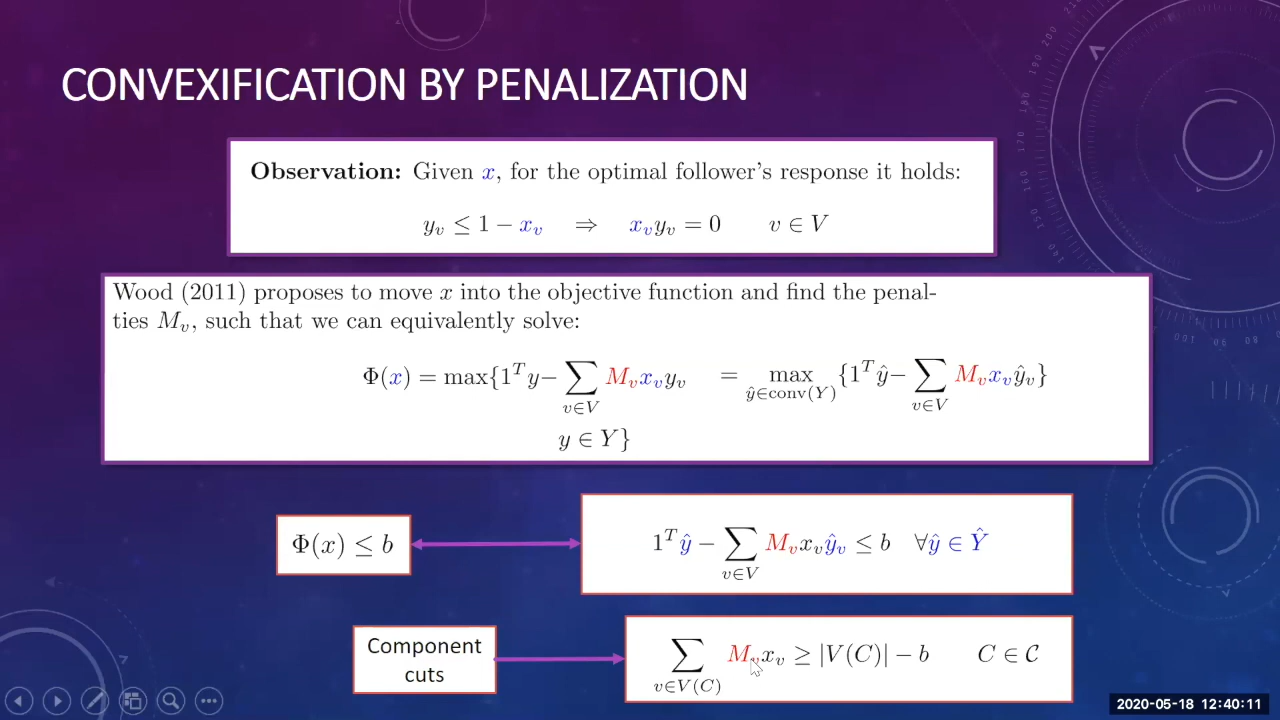 CONVEXIFICATION BY PENALIZATION
Observation: Given x, for the optimal follower's response it holds:
y_v ≤ 1 − x_v ⇒ x_v y_v = 0 v ∈ V
Wood (2011) proposes to move x into the objective function and find the penal-
ties M_v, such that we can equivalently solve:
Φ(x) = max{1^T y − ∑_{v∈V} M_v x_v y_v = max_{ŷ∈conv(Y)} {1^T ŷ − ∑_{v∈V} M_v x_v ŷ_v}
y ∈ Y}
Φ(x) ≤ b
1^T ŷ − ∑_{v∈V} M_v x_v ŷ_v ≤ b ∀ŷ ∈ Ŷ
Component
cuts
∑_{v∈V(C)} M_v x_v ≥ |V(C)| − b C ∈ 𝒞
2020-05-18 12:40:11